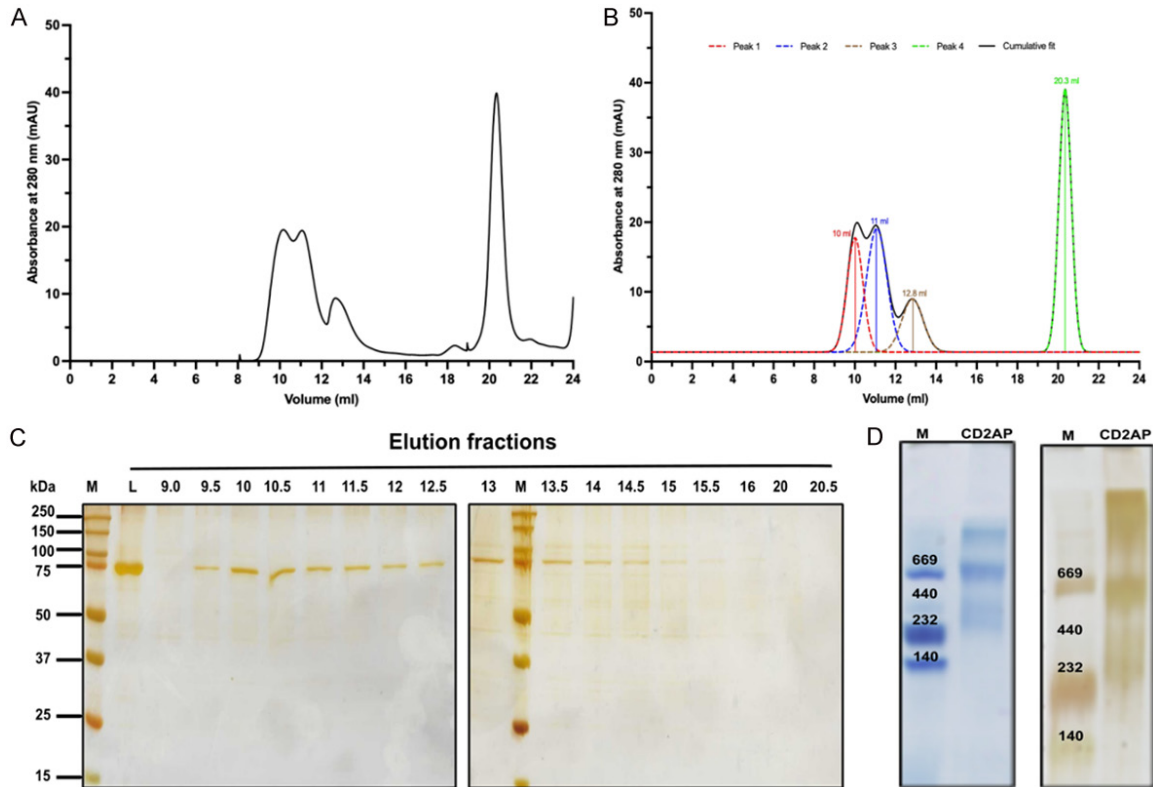 A
Absorbance at 280 nm (mAU)
50
40
30
20
10
0
0 2 4 6 8 10 12 14 16 18 20 22 24
Volume (ml)
B
Peak 1 Peak 2 Peak 3 Peak 4 Cumulative fit
Absorbance at 280 nm (mAU)
50
40
30
20
10
0
10 ml
11 ml
12.8 ml
20.3 ml
0 2 4 6 8 10 12 14 16 18 20 22 24
Volume (ml)
C
Elution fractions
kDa M L 9.0 9.5 10 10.5 11 11.5 12 12.5 13 M 13.5 14 14.5 15 15.5 16 20 20.5
250
150
100
75
50
37
25
15
D
M CD2AP
669
440
232
140
M CD2AP
669
440
232
140